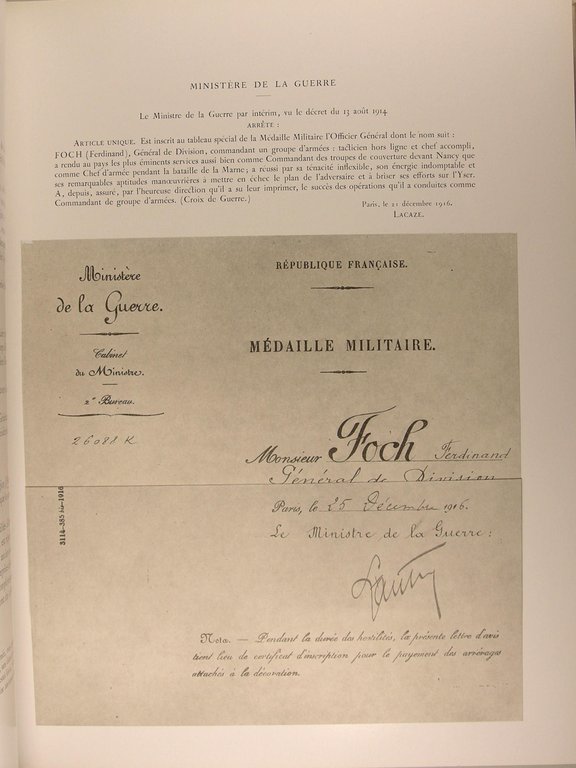 MINISTÈRE DE LA GUERRE
Le Ministre de la Guerre par intérim, vu le décret du 13 août 1914
ARRÊTE :
ARTICLE UNIQUE. Est inscrit au tableau spécial de la Médaille Militaire l'Officier Général dont le nom suit :
FOCH (Ferdinand), Général de Division, commandant un groupe d'armées : tacticien hors ligne et chef accompli,
a rendu au pays les plus éminents services aussi bien comme Commandant des troupes de couverture devant Nancy que
comme Chef d'armée pendant la bataille de la Marne ; a réussi par sa ténacité inflexible, son énergie indomptable et
ses remarquables aptitudes manœuvrières à mettre en échec le plan de l'adversaire et à briser ses efforts sur l'Yser.
A, depuis, assuré, par l'heureuse direction qu'il a su leur imprimer, le succès des opérations qu'il a conduites comme
Commandant de groupe d'armées. (Croix de Guerre.)
Paris, le 21 décembre 1916.
LACAZE.
Ministère
de la Guerre.
Cabinet
du Ministre.
2e Bureau.
26088 K
3114-385 bis-1916
RÉPUBLIQUE FRANÇAISE.
MÉDAILLE MILITAIRE.
Monsieur Foch Ferdinand
Général de Division
Paris, le 25 Décembre 1916.
Le Ministre de la Guerre :
Nota. — Pendant la durée des hostilités, la présente lettre d'avis
tient lieu de certificat d'inscription pour le payement des arrérages
attachés à la décoration.